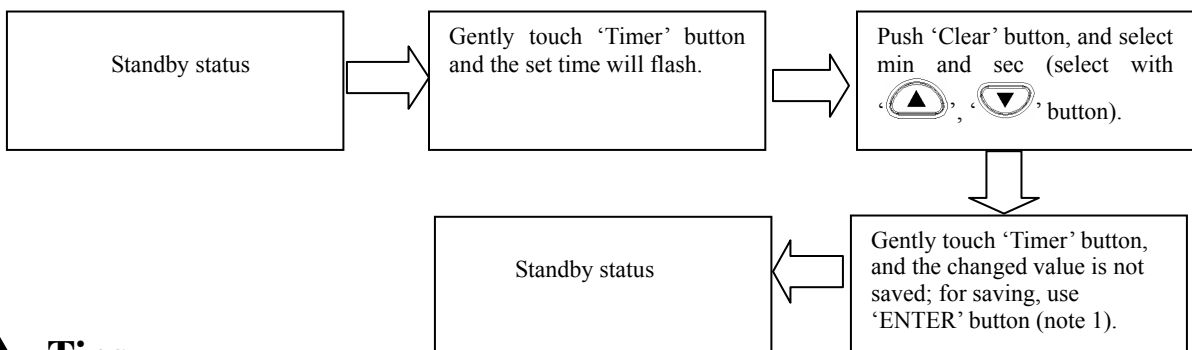 Standby status
Gently touch ‘Timer’ button
and the set time will flash.
Push ‘Clear’ button, and select
min and sec (select with
‘▲’, ‘▼’ button).
Standby status
Gently touch ‘Timer’ button,
and the changed value is not
saved; for saving, use
‘ENTER’ button (note 1).